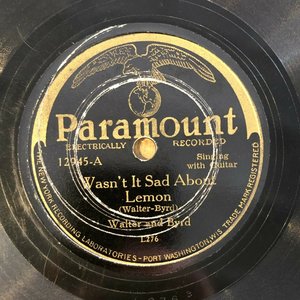 Paramount
ELECTRICALLY RECORDED
12945-A
Singing
with Guitar
Wasn't It Sad About
Lemon
(Walter-Byrd)
Walter and Byrd
L276
THE NEW YORK RECORDING LABORATORIES - PORT WASHINGTON, WIS. TRADE MARK REGISTERED